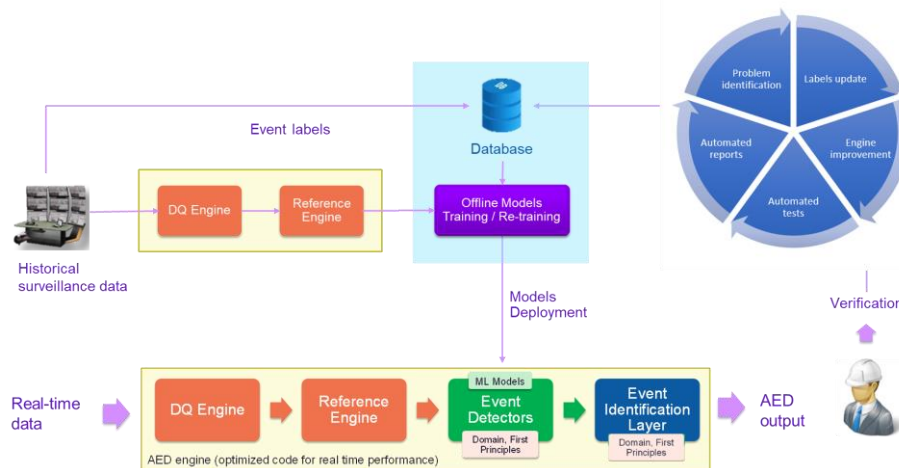 Problem
identification
Labels update
Event labels
Database
Automated
reports
Engine
improvement
DQ Engine
Reference
Engine
Offline Models
Training / Re-training
Automated
tests
Historical
surveillance data
Models
Deployment
Verification
Real-time
data
DQ Engine
Reference
Engine
ML Models
Event
Detectors
Domain, First
Principles
Event
Identification
Layer
Domain, First
Principles
AED
output
AED engine (optimized code for real time performance)